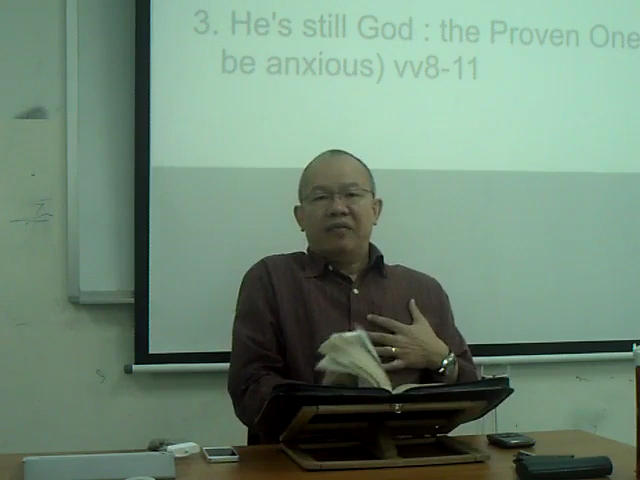 3. He's still God : the Proven One
be anxious) vv8-11